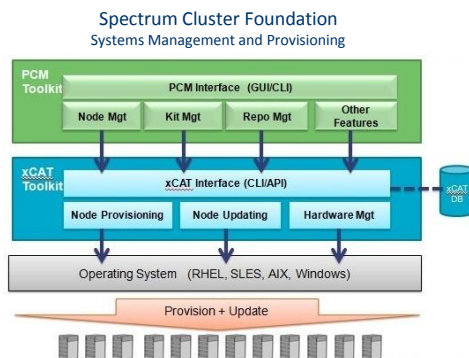 Spectrum Cluster Foundation
Systems Management and Provisioning
PCM
Toolkit
PCM Interface (GUI/CLI)
Node Mgt
Kit Mgt
Repo Mgt
Other
Features
xCAT
Toolkit
xCAT Interface (CLI/API)
xCAT
DB
Node Provisioning
Node Updating
Hardware Mgt
Operating System (RHEL, SLES, AIX, Windows)
Provision + Update